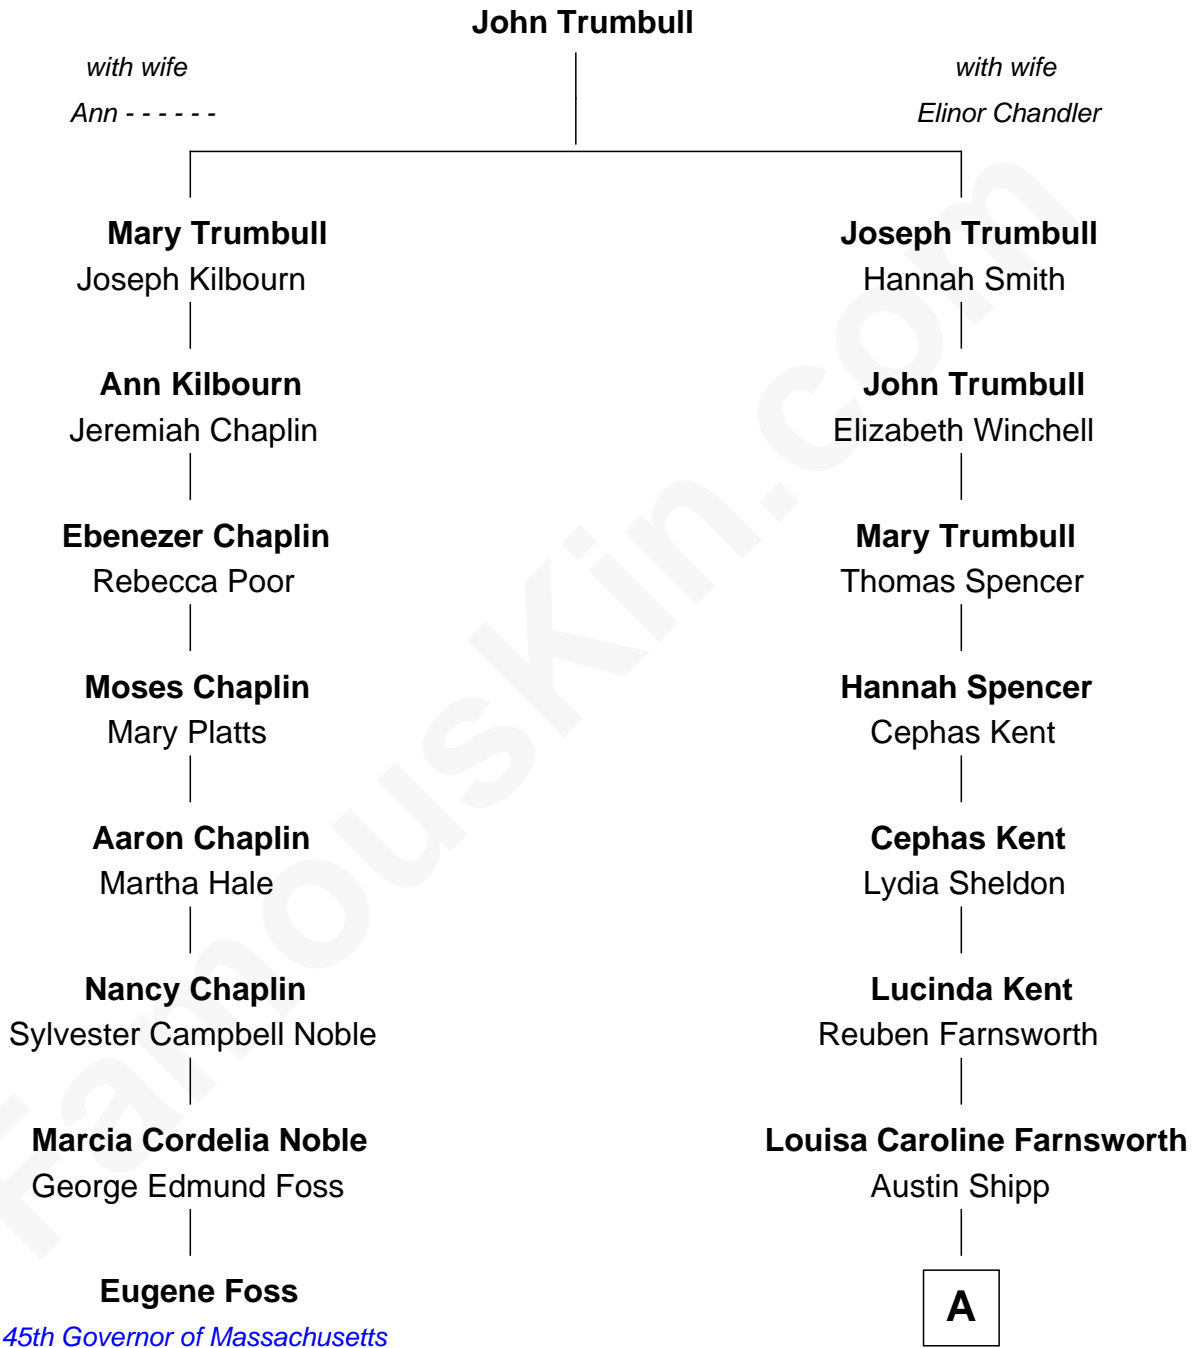 John Trumbull
with wife
Ann - - - - - -
with wife
Elinor Chandler
Mary Trumbull
Joseph Kilbourn
Joseph Trumbull
Hannah Smith
Ann Kilbourn
Jeremiah Chaplin
John Trumbull
Elizabeth Winchell
Ebenezer Chaplin
Rebecca Poor
Mary Trumbull
Thomas Spencer
Moses Chaplin
Mary Platts
Hannah Spencer
Cephas Kent
Aaron Chaplin
Martha Hale
Cephas Kent
Lydia Sheldon
Nancy Chaplin
Sylvester Campbell Noble
Lucinda Kent
Reuben Farnsworth
Marcia Cordelia Noble
George Edmund Foss
Louisa Caroline Farnsworth
Austin Shipp
Eugene Foss
45th Governor of Massachusetts
A
FamousKin.com